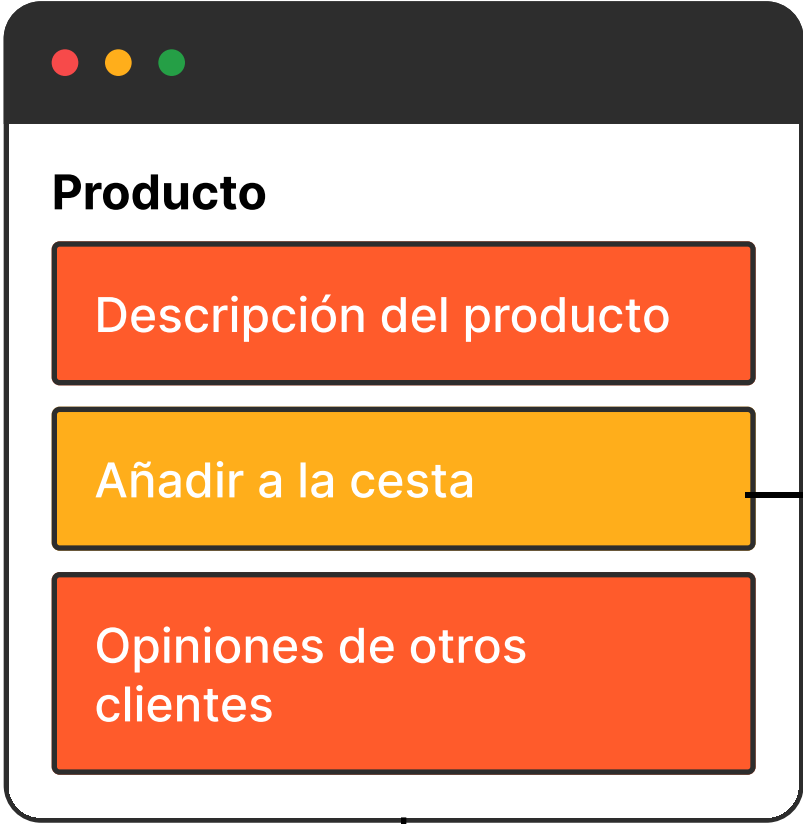 Producto
Descripción del producto
Añadir a la cesta
Opiniones de otros
clientes